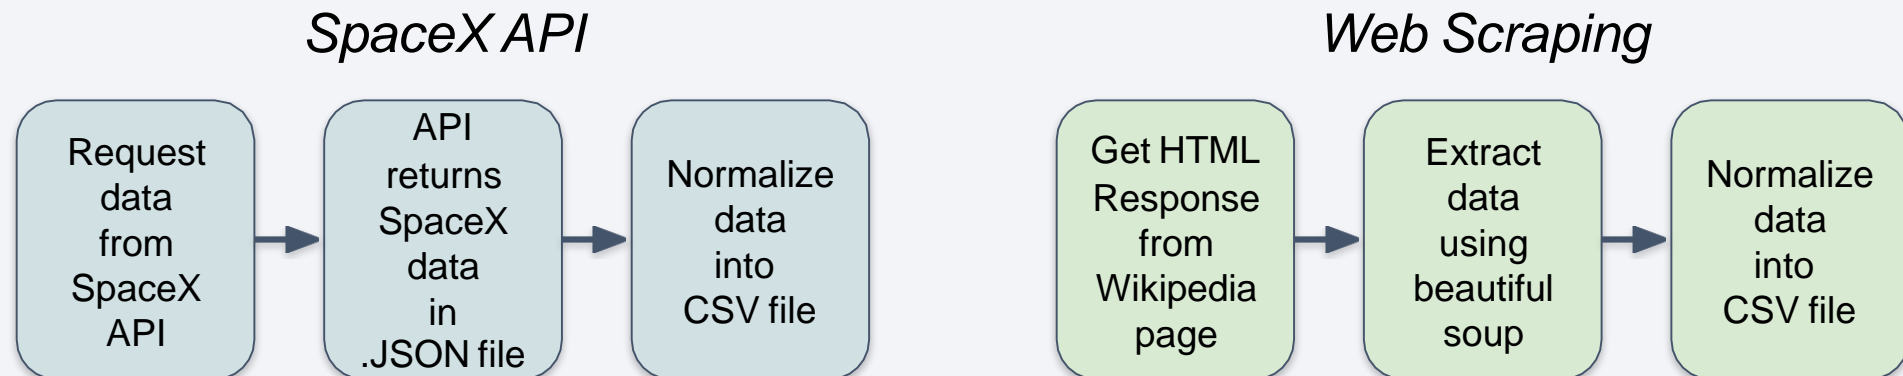 SpaceX API
Request
data
from
SpaceX
API
API
returns
SpaceX
data
in
.JSON file
Normalize
data
into
CSV file
Web Scraping
Get HTML
Response
from
Wikipedia
page
Extract
data
using
beautiful
soup
Normalize
data
into
CSV file